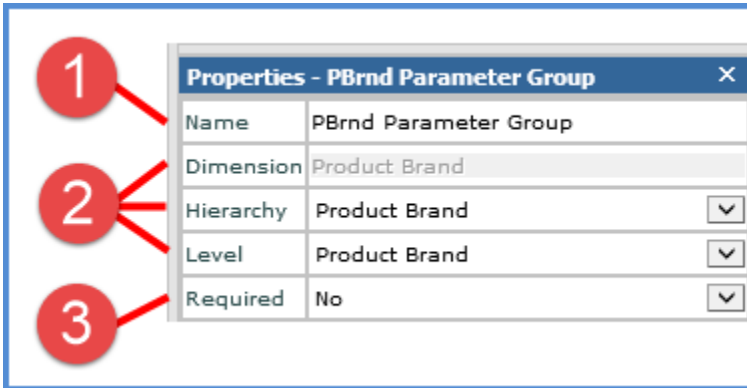 1
Properties - PBrnd Parameter Group ×
Name PBrnd Parameter Group
Dimension Product Brand
2
Hierarchy Product Brand
Level Product Brand
Required No
3